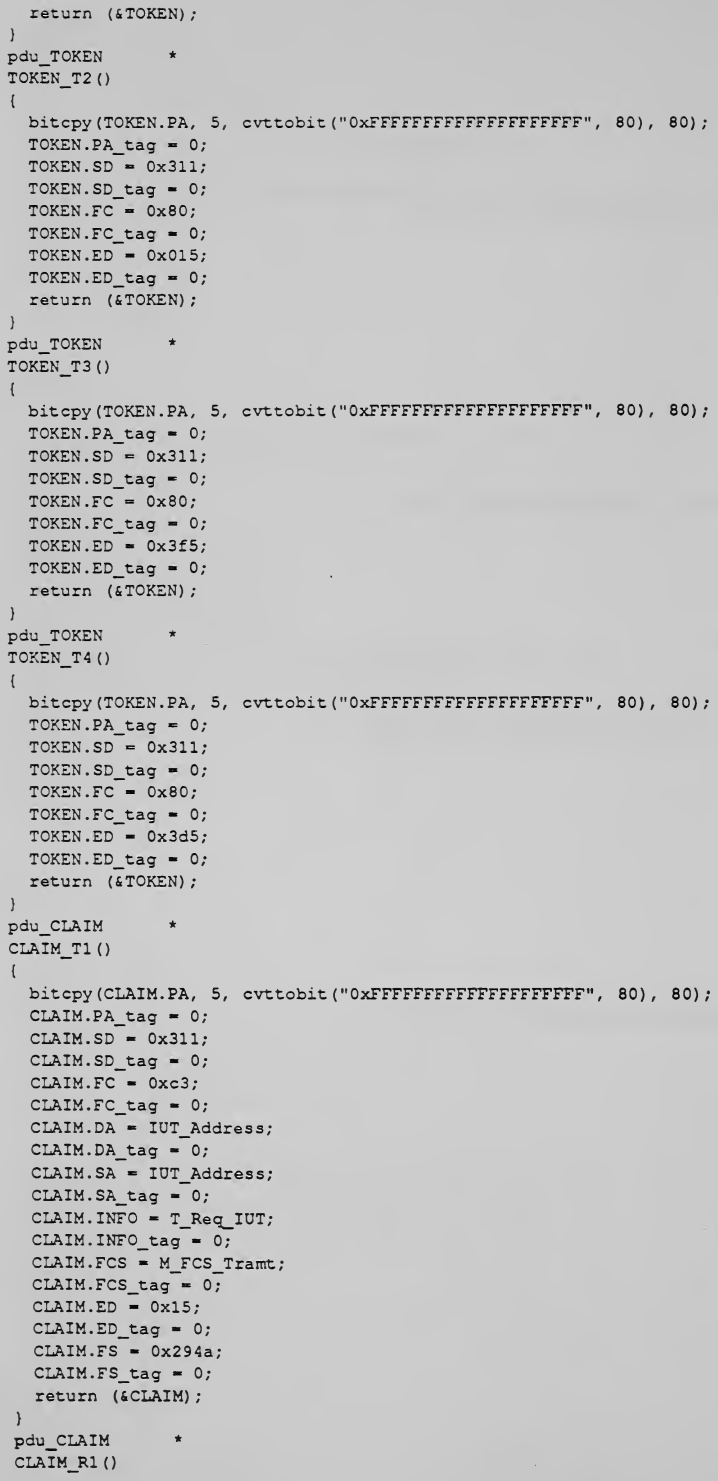 return (&TOKEN);
}
pdu_TOKEN *
TOKEN_T2()
{
bitcpy(TOKEN.PA, 5, cvttobit("0xFFFFFFFFFFFFFFFFFFFF", 80), 80);
TOKEN.PA_tag = 0;
TOKEN.SD = 0x311;
TOKEN.SD_tag = 0;
TOKEN.FC = 0x80;
TOKEN.FC_tag = 0;
TOKEN.ED = 0x015;
TOKEN.ED_tag = 0;
return (&TOKEN);
}
pdu_TOKEN *
TOKEN_T3()
{
bitcpy(TOKEN.PA, 5, cvttobit("0xFFFFFFFFFFFFFFFFFFFF", 80), 80);
TOKEN.PA_tag = 0;
TOKEN.SD = 0x311;
TOKEN.SD_tag = 0;
TOKEN.FC = 0x80;
TOKEN.FC_tag = 0;
TOKEN.ED = 0x3f5;
TOKEN.ED_tag = 0;
return (&TOKEN);
}
pdu_TOKEN *
TOKEN_T4()
{
bitcpy(TOKEN.PA, 5, cvttobit("0xFFFFFFFFFFFFFFFFFFFF", 80), 80);
TOKEN.PA_tag = 0;
TOKEN.SD = 0x311;
TOKEN.SD_tag = 0;
TOKEN.FC = 0x80;
TOKEN.FC_tag = 0;
TOKEN.ED = 0x3d5;
TOKEN.ED_tag = 0;
return (&TOKEN);
}
pdu_CLAIM *
CLAIM_T1()
{
bitcpy(CLAIM.PA, 5, cvttobit("0xFFFFFFFFFFFFFFFFFFFF", 80), 80);
CLAIM.PA_tag = 0;
CLAIM.SD = 0x311;
CLAIM.SD_tag = 0;
CLAIM.FC = 0xc3;
CLAIM.FC_tag = 0;
CLAIM.DA = IUT_Address;
CLAIM.DA_tag = 0;
CLAIM.SA = IUT_Address;
CLAIM.SA_tag = 0;
CLAIM.INFO = T_Req_IUT;
CLAIM.INFO_tag = 0;
CLAIM.FCS = M_FCS_Tramt;
CLAIM.FCS_tag = 0;
CLAIM.ED = 0x15;
CLAIM.ED_tag = 0;
CLAIM.FS = 0x294a;
CLAIM.FS_tag = 0;
return (&CLAIM);
}
pdu_CLAIM *
CLAIM_R1()